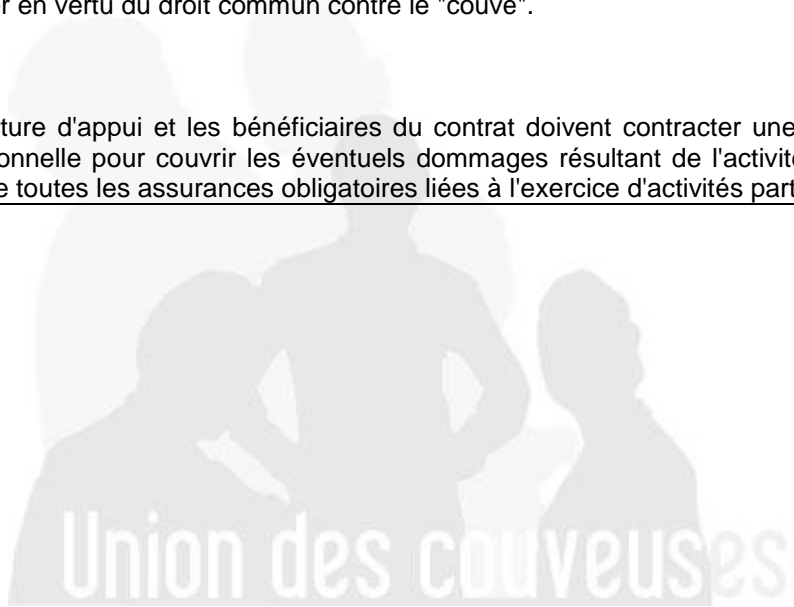 er en vertu du droit commun contre le "couvé".
ture d'appui et les bénéficiaires du contrat doivent contracter une
onnelle pour couvrir les éventuels dommages résultant de l'activité
e toutes les assurances obligatoires liées à l'exercice d'activités part
Union des couveuses